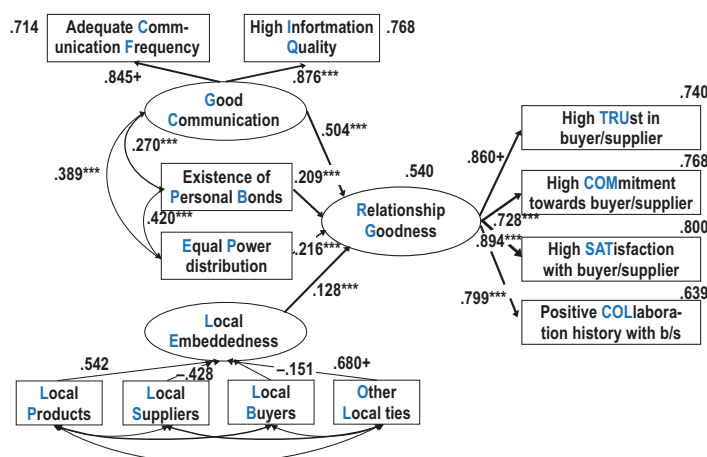 .714
Adequate Comm-
unication Frequency
High Infortmation
Quality
.768
.845+
.876***
Good
Communication
.504***
.270***
.389***
Existence of
Personal Bonds
.209***
.420***
Equal Power
distribution
.216***
.540
Relationship
Goodness
.128***
Local
Embeddedness
.542
–.428
–.151
.680+
Local
Products
Local
Suppliers
Local
Buyers
Other
Local ties
.740
High TRUst in
buyer/supplier
.860+
.768
High COMmitment
towards buyer/supplier
.728***
.800
.894***
High SATisfaction
with buyer/supplier
.639
.799***
Positive COLlabora-
tion history with b/s